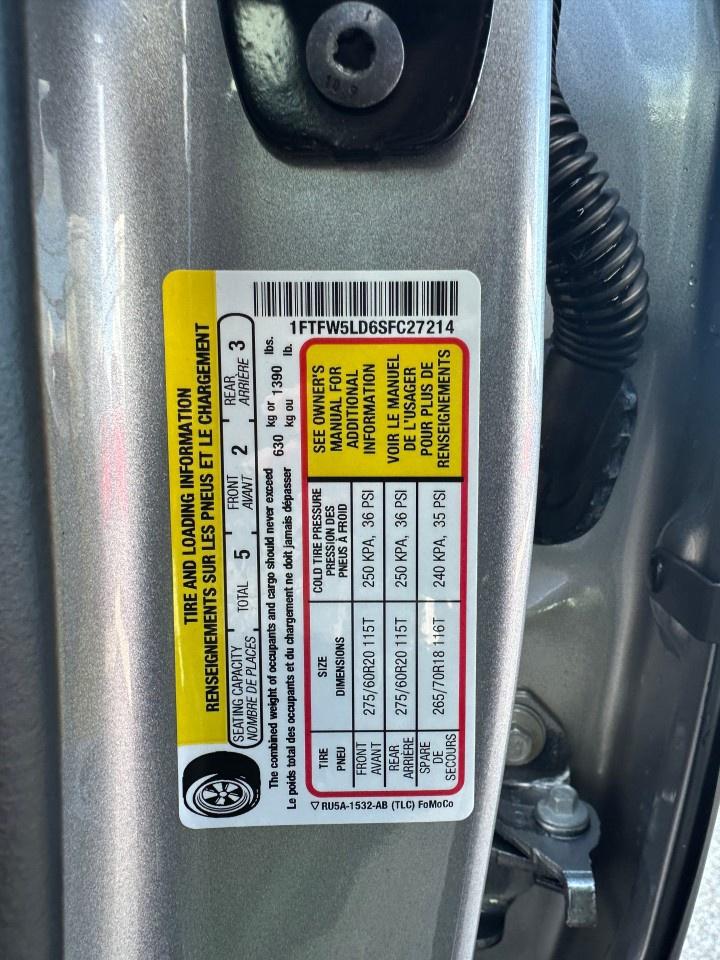 10.9
1FTFW5LD6SFC27214
TIRE AND LOADING INFORMATION
RENSEIGNEMENTS SUR LES PNEUS ET LE CHARGEMENT
SEATING CAPACITY
NOMBRE DE PLACES
TOTAL 5
FRONT
AVANT
2
REAR
ARRIÈRE
3
The combined weight of occupants and cargo should never exceed 630 kg or 1390 lbs.
Le poids total des occupants et du chargement ne doit jamais dépasser 630 kg ou 1390 lb.
TIRE
PNEU
SIZE
DIMENSIONS
COLD TIRE PRESSURE
PRESSION DES
PNEUS À FROID
FRONT
AVANT
275/60R20 115T
250 KPA, 36 PSI
REAR
ARRIÈRE
275/60R20 115T
250 KPA, 36 PSI
SPARE
DE
SECOURS
265/70R18 116T
240 KPA, 35 PSI
SEE OWNER'S
MANUAL FOR
ADDITIONAL
INFORMATION
VOIR LE MANUEL
DE L'USAGER
POUR PLUS DE
RENSEIGNEMENTS
▽ RU5A-1532-AB (TLC) FoMoCo